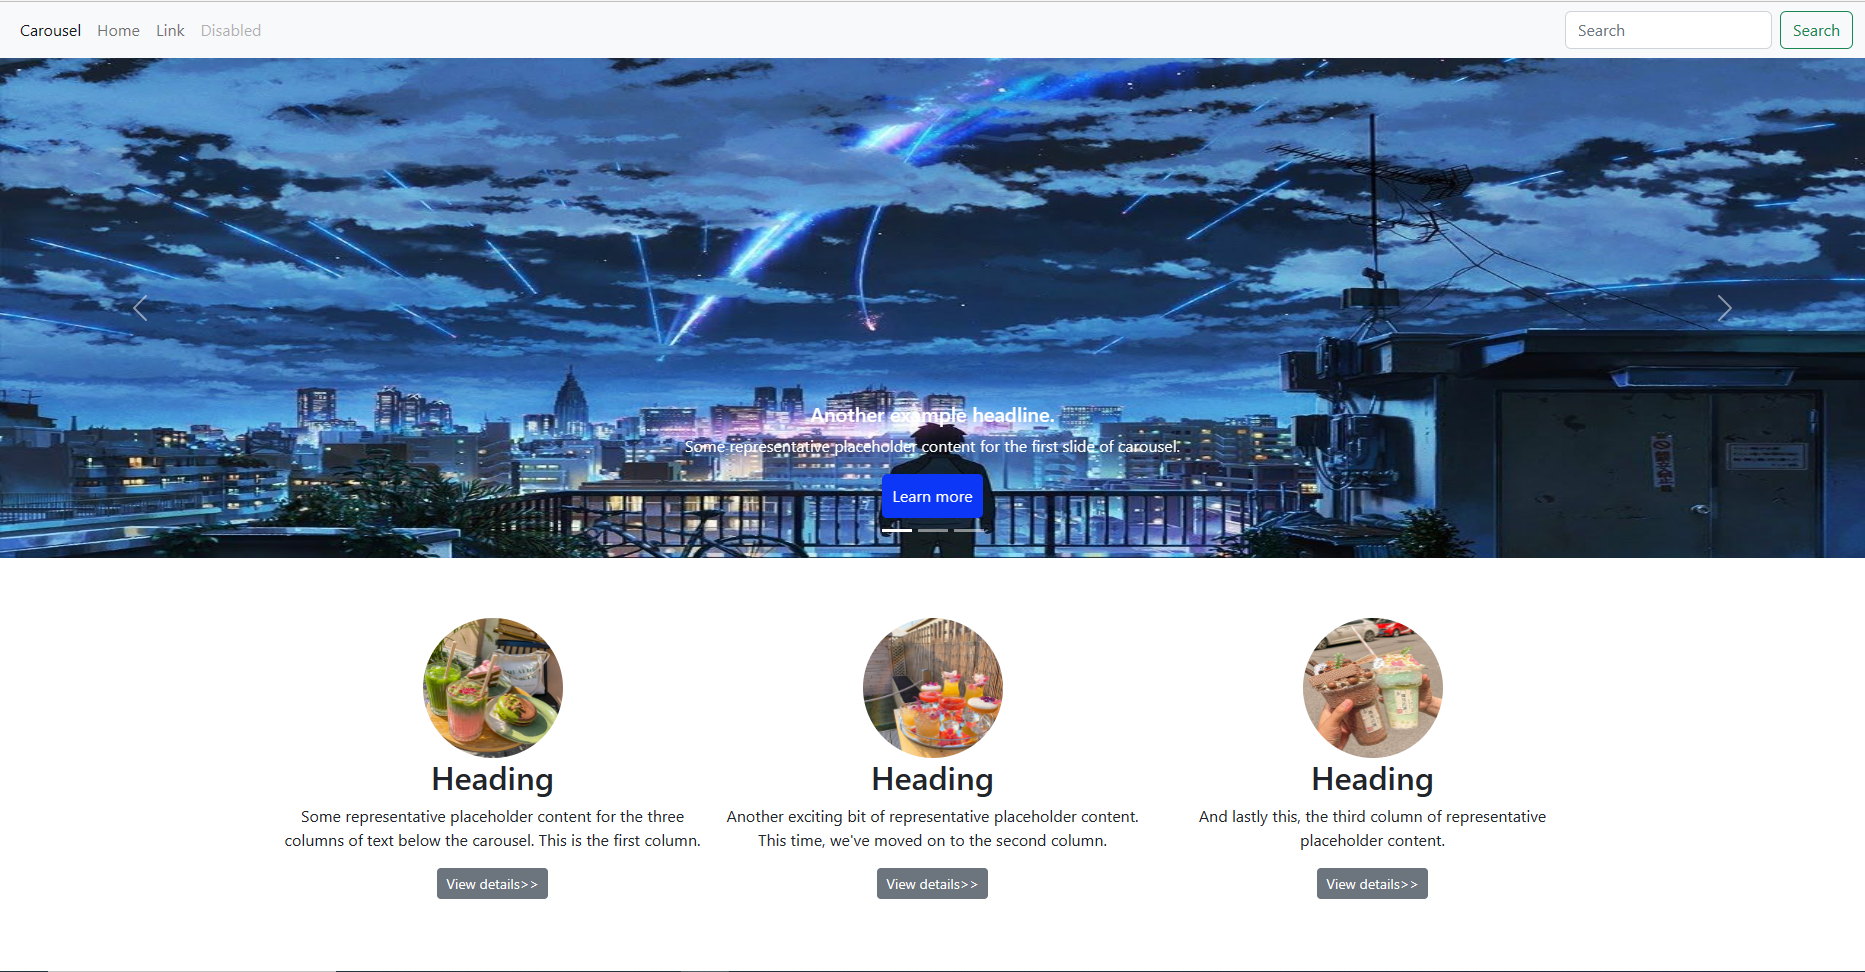 Carousel Home Link Disabled Search Search
Another example headline.
Some representative placeholder content for the first slide of carousel.
Learn more
Heading
Some representative placeholder content for the three
columns of text below the carousel. This is the first column.
View details>>
Heading
Another exciting bit of representative placeholder content.
This time, we've moved on to the second column.
View details>>
Heading
And lastly this, the third column of representative
placeholder content.
View details>>